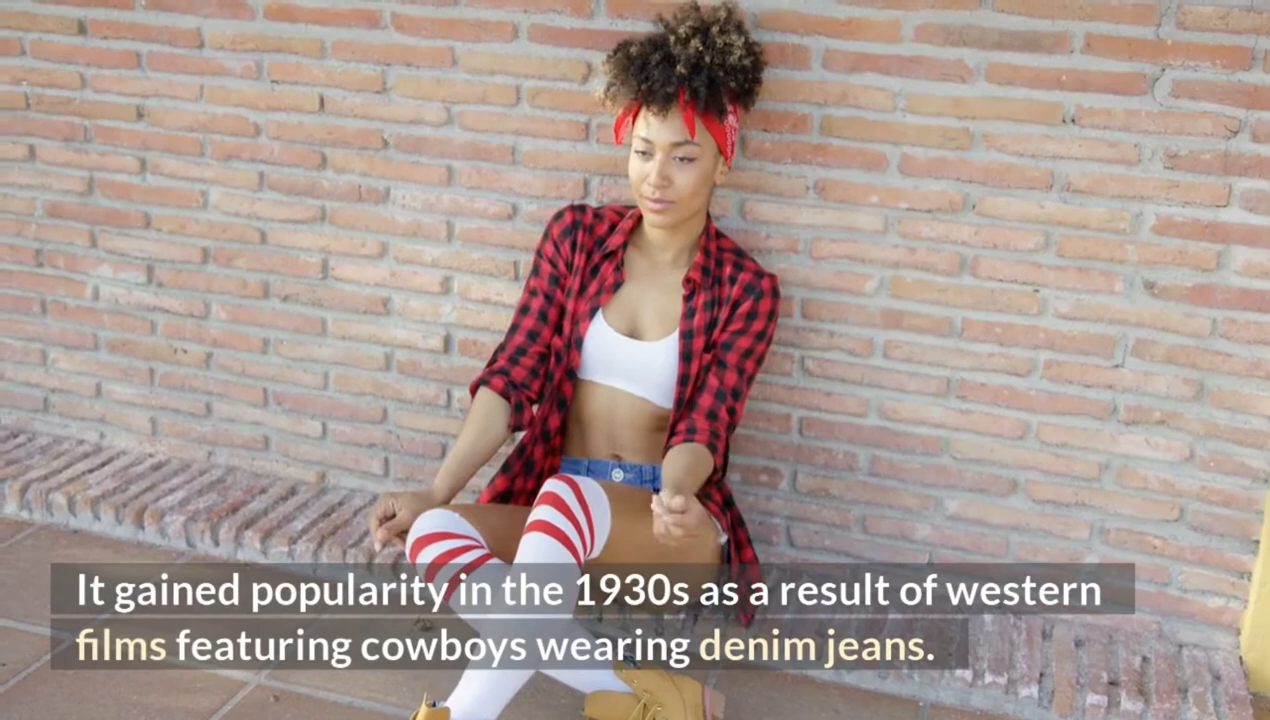 It gained popularity in the 1930s as a result of western
films featuring cowboys wearing denim jeans.